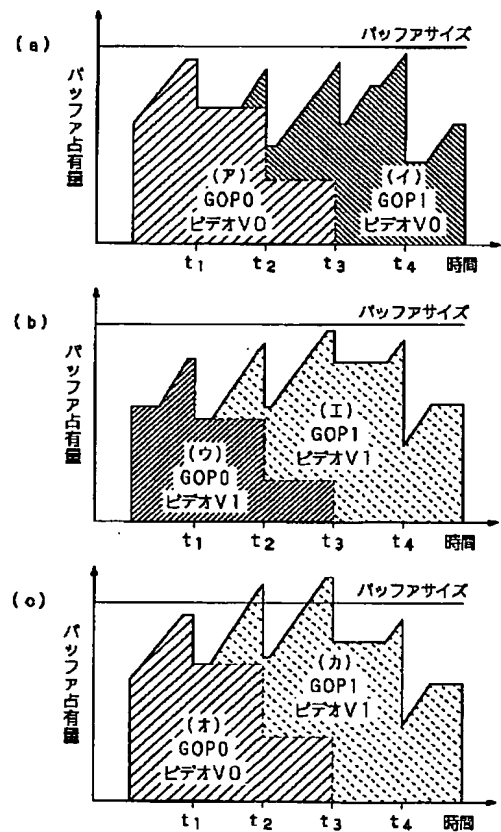 (a)
バッファサイズ
バッファ占有量
(ア)
GOP0
ビデオV0
(イ)
GOP1
ビデオV0
t1 t2 t3 t4 時間
(b)
バッファサイズ
バッファ占有量
(ウ)
GOP0
ビデオV1
(エ)
GOP1
ビデオV1
t1 t2 t3 t4 時間
(c)
バッファサイズ
バッファ占有量
(オ)
GOP0
ビデオV0
(カ)
GOP1
ビデオV1
t1 t2 t3 t4 時間